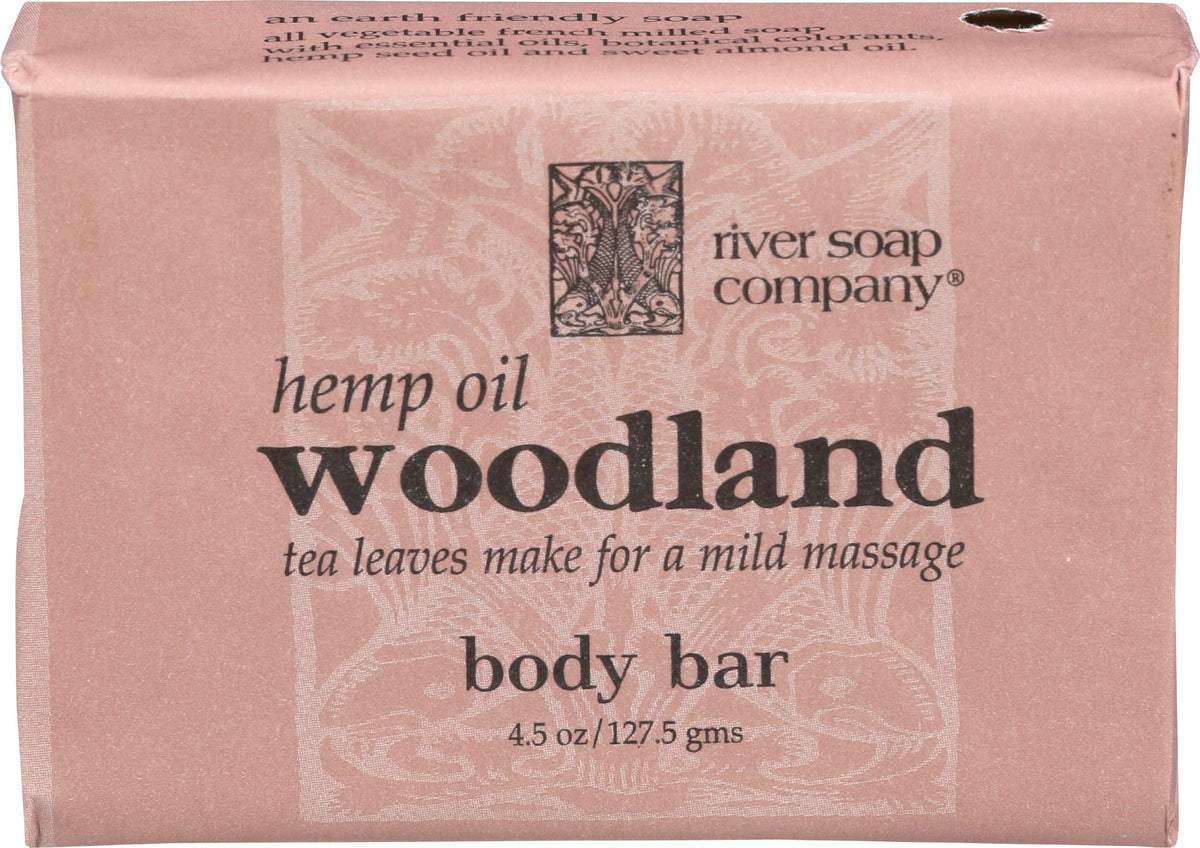 an earth friendly soap
all vegetable french milled soap
with essential oils, botanical colorants,
hemp seed oil and sweet almond oil.
river soap
company®
hemp oil
woodland
tea leaves make for a mild massage
body bar
4.5 oz/127.5 gms